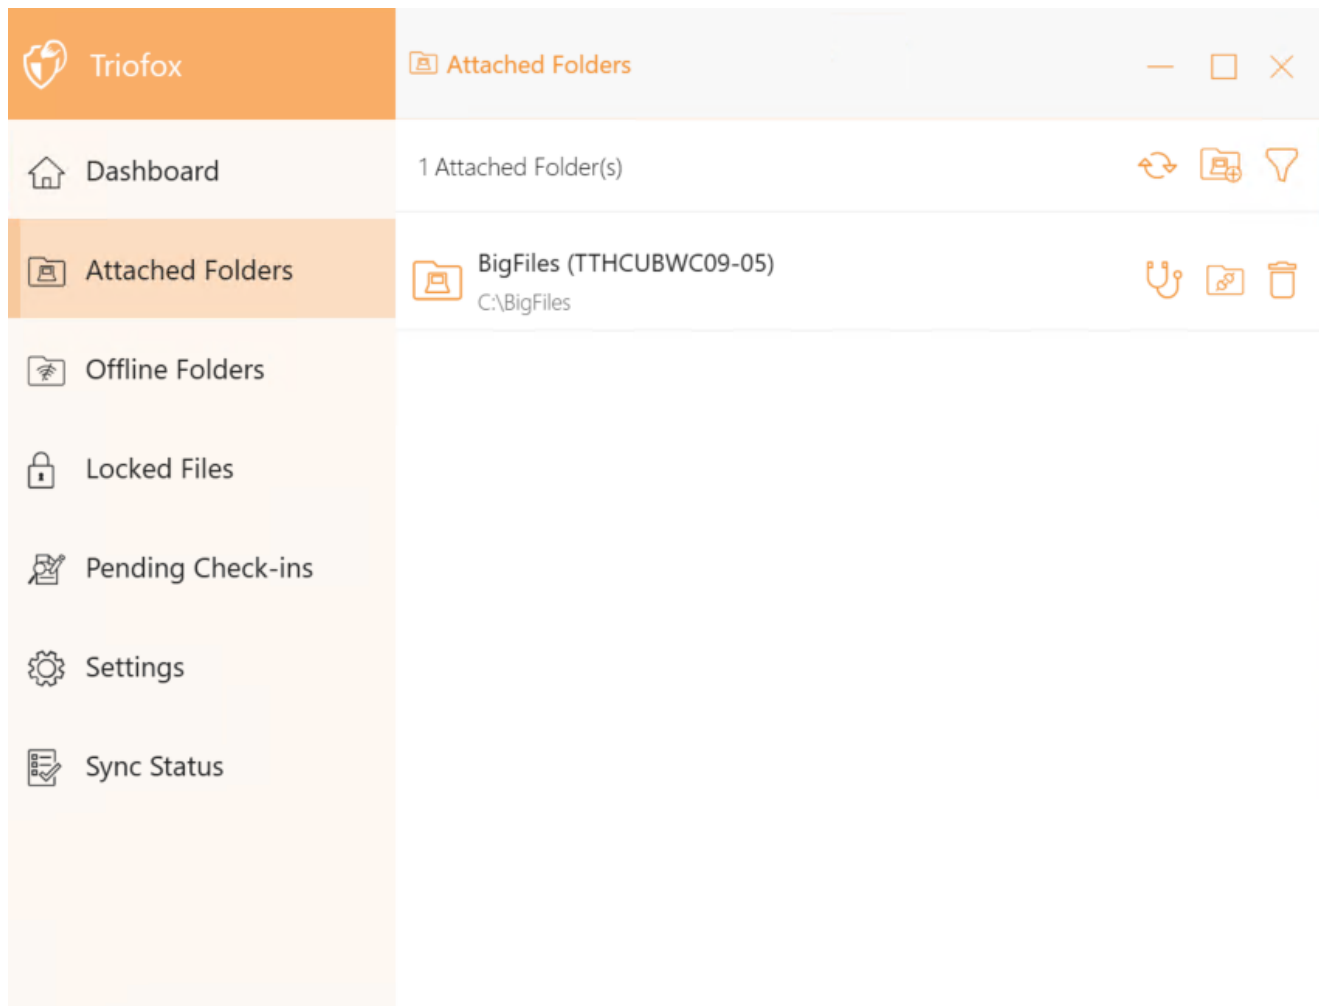 Triofox
Attached Folders
Dashboard
1 Attached Folder(s)
Attached Folders
BigFiles (TTHCUBWC09-05)
C:\BigFiles
Offline Folders
Locked Files
Pending Check-ins
Settings
Sync Status